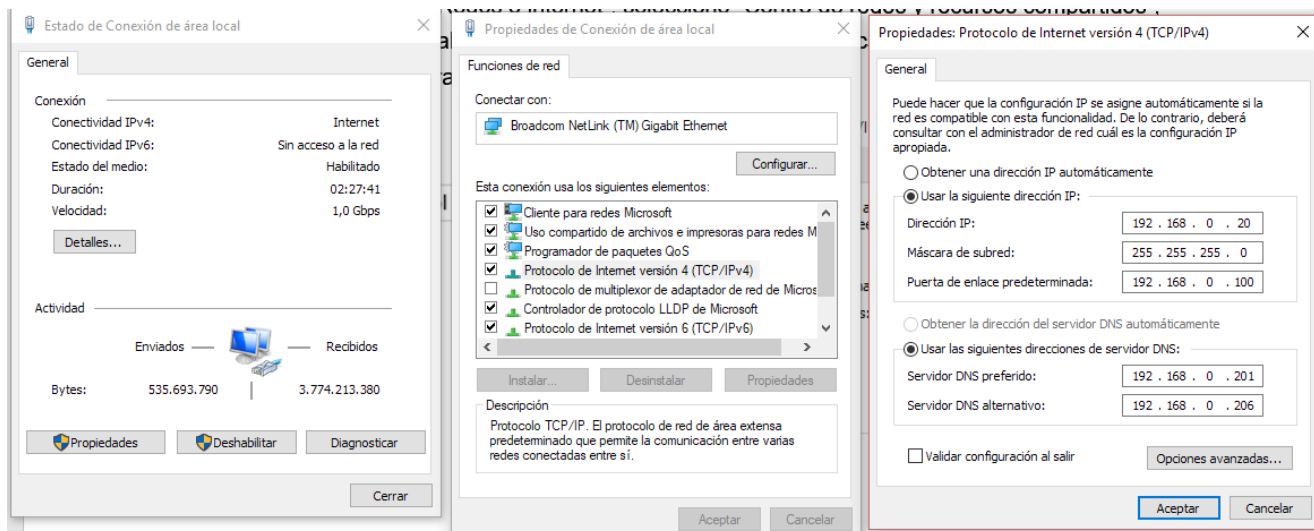 Estado de Conexión de área local
General
Conexión
Conectividad IPv4: Internet
Conectividad IPv6: Sin acceso a la red
Estado del medio: Habilitado
Duración: 02:27:41
Velocidad: 1,0 Gbps
Detalles...
Actividad
Enviados
Recibidos
Bytes: 535.693.790 3.774.213.380
Propiedades
Deshabilitar
Diagnosticar
Cerrar
Propiedades de Conexión de área local
Funciones de red
Conectar con:
Broadcom NetLink (TM) Gigabit Ethernet
Configurar...
Esta conexión usa los siguientes elementos:
Cliente para redes Microsoft
Uso compartido de archivos e impresoras para redes M
Programador de paquetes QoS
Protocolo de Internet versión 4 (TCP/IPv4)
Protocolo de multiplexor de adaptador de red de Micros
Controlador de protocolo LLDP de Microsoft
Protocolo de Internet versión 6 (TCP/IPv6)
Instalar...
Desinstalar
Propiedades
Descripción
Protocolo TCP/IP. El protocolo de red de área extensa
predeterminado que permite la comunicación entre varias
redes conectadas entre sí.
Aceptar
Cancelar
Propiedades: Protocolo de Internet versión 4 (TCP/IPv4)
General
Puede hacer que la configuración IP se asigne automáticamente si la
red es compatible con esta funcionalidad. De lo contrario, deberá
consultar con el administrador de red cuál es la configuración IP
apropiada.
Obtener una dirección IP automáticamente
Usar la siguiente dirección IP:
Dirección IP: 192 . 168 . 0 . 20
Máscara de subred: 255 . 255 . 255 . 0
Puerta de enlace predeterminada: 192 . 168 . 0 . 100
Obtener la dirección del servidor DNS automáticamente
Usar las siguientes direcciones de servidor DNS:
Servidor DNS preferido: 192 . 168 . 0 . 201
Servidor DNS alternativo: 192 . 168 . 0 . 206
Validar configuración al salir
Opciones avanzadas...
Aceptar
Cancelar